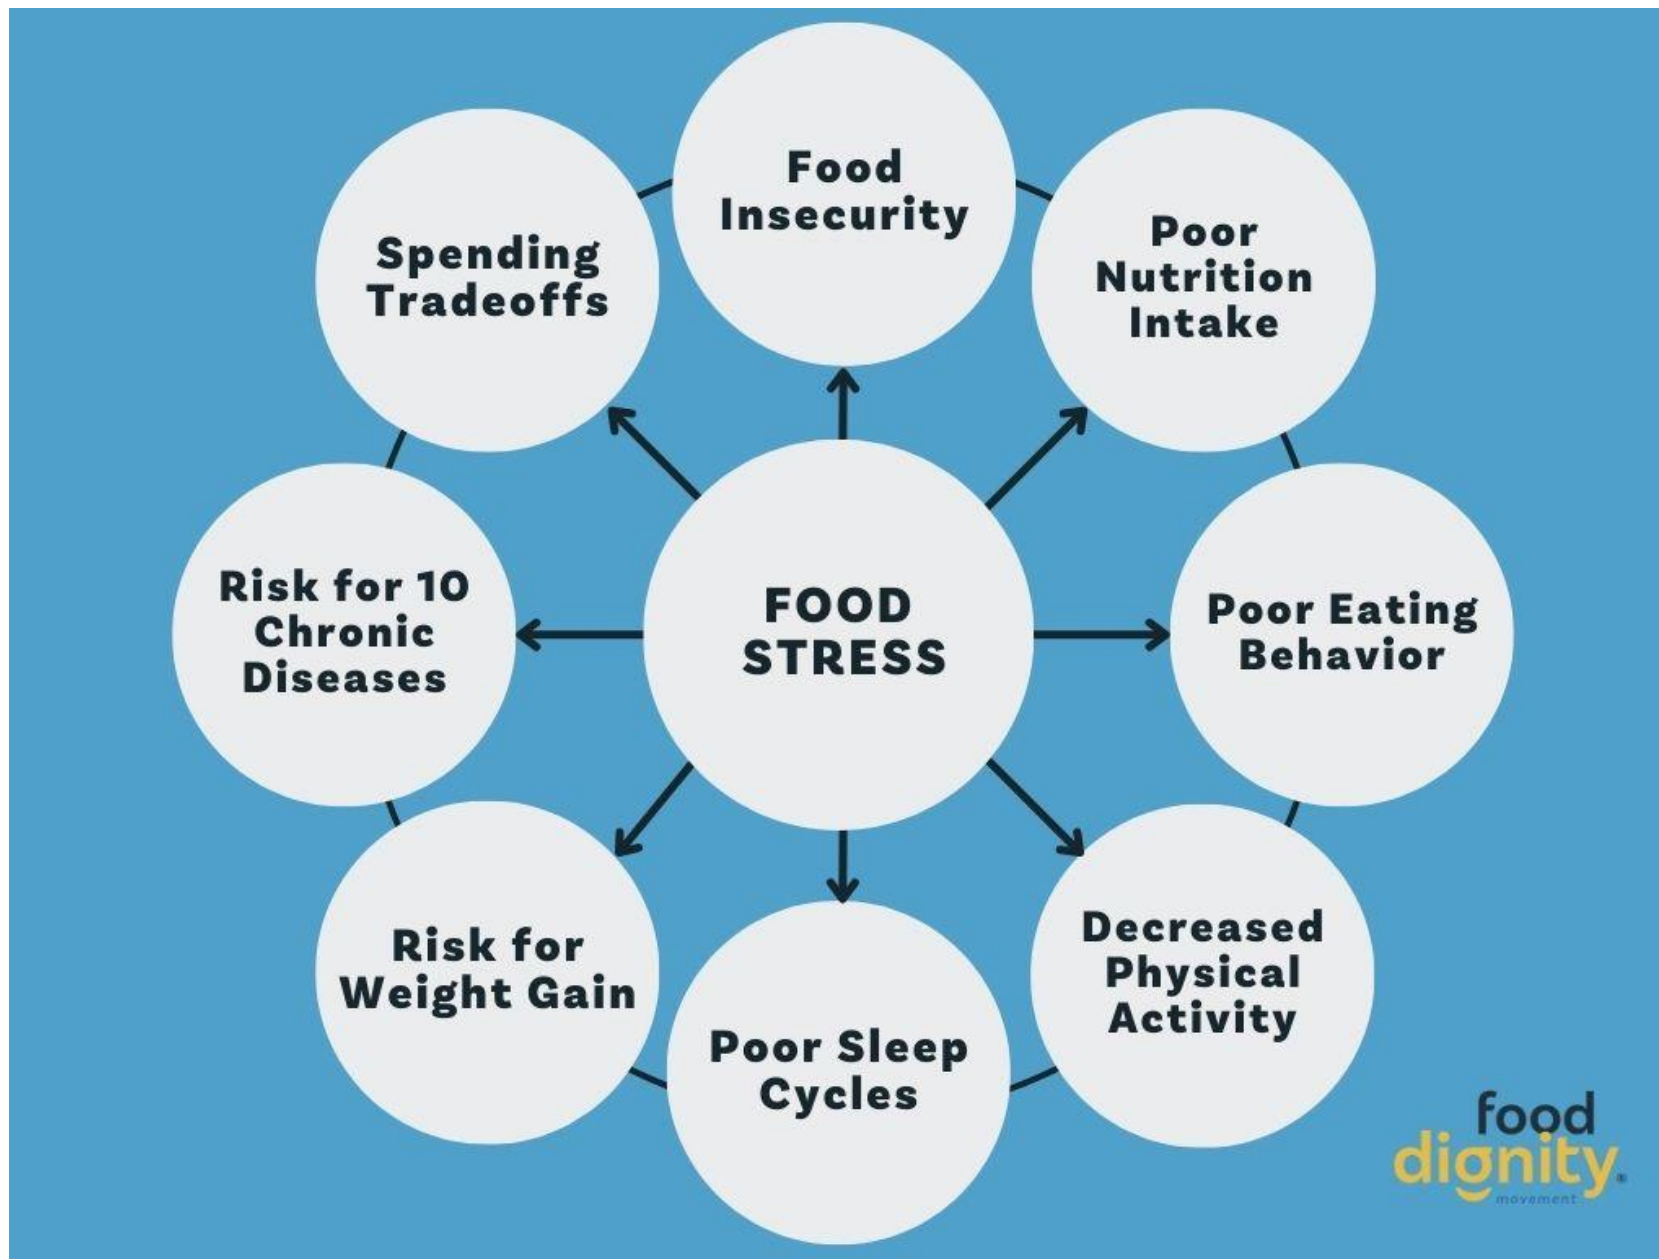 Food
Insecurity
Poor
Nutrition
Intake
Poor Eating
Behavior
Decreased
Physical
Activity
Poor Sleep
Cycles
Risk for
Weight Gain
Risk for 10
Chronic
Diseases
Spending
Tradeoffs
FOOD
STRESS
food
dignity®
movement